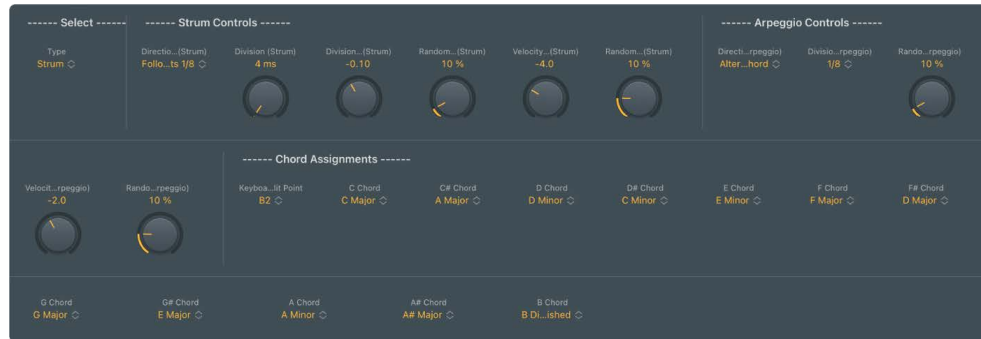 ------ Select ------ ------ Strum Controls ------ ------ Arpeggio Controls ------
Type Directio...(Strum) Division (Strum) Division...(Strum) Random...(Strum) Velocity...(Strum) Random...(Strum) Directi...rpeggio) Divisio...rpeggio) Rando...rpeggio)
Strum Follo...ts 1/8 4 ms -0.10 10 % -4.0 10 % Alter...hord 1/8 10 %
------ Chord Assignments ------
Velocit...rpeggio) Rando...rpeggio) Keyboa...lit Point C Chord C# Chord D Chord D# Chord E Chord F Chord F# Chord
-2.0 10 % B2 C Major A Major D Minor C Minor E Minor F Major D Major
G Chord G# Chord A Chord A# Chord B Chord
G Major E Major A Minor A# Major B Di...ished